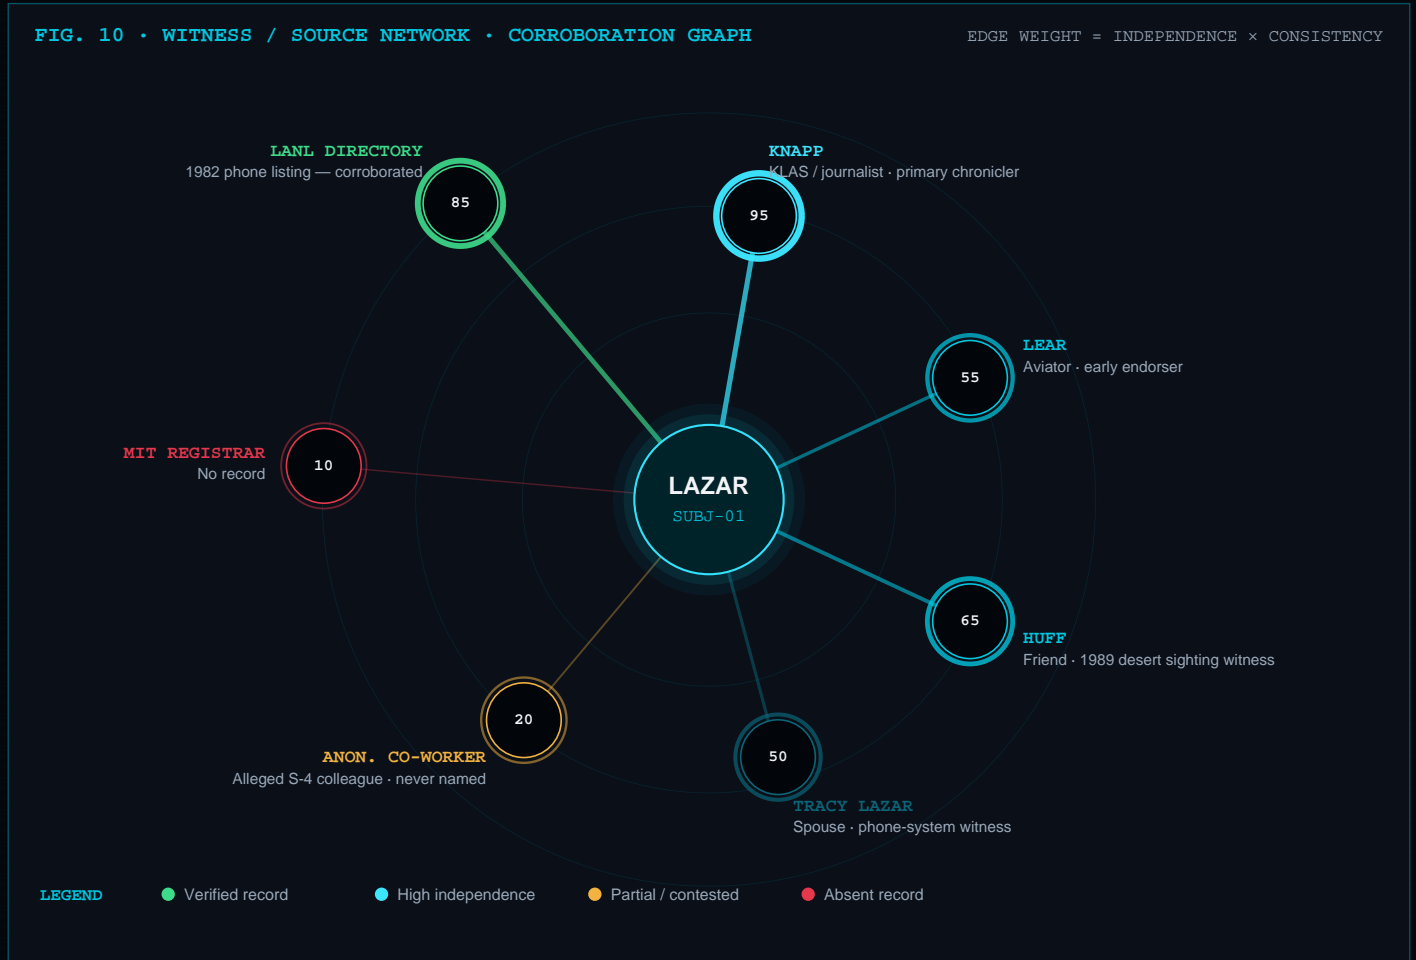 FIG. 10 · WITNESS / SOURCE NETWORK · CORROBORATION GRAPH
EDGE WEIGHT = INDEPENDENCE × CONSISTENCY
LANL DIRECTORY
1982 phone listing — corroborated
85
KNAPP
KLAS / journalist · primary chronicler
95
LEAR
Aviator · early endorser
55
MIT REGISTRAR
No record
10
LAZAR
SUBJ-01
65
HUFF
Friend · 1989 desert sighting witness
20
ANON. CO-WORKER
Alleged S-4 colleague · never named
50
TRACY LAZAR
Spouse · phone-system witness
LEGEND
Verified record
High independence
Partial / contested
Absent record